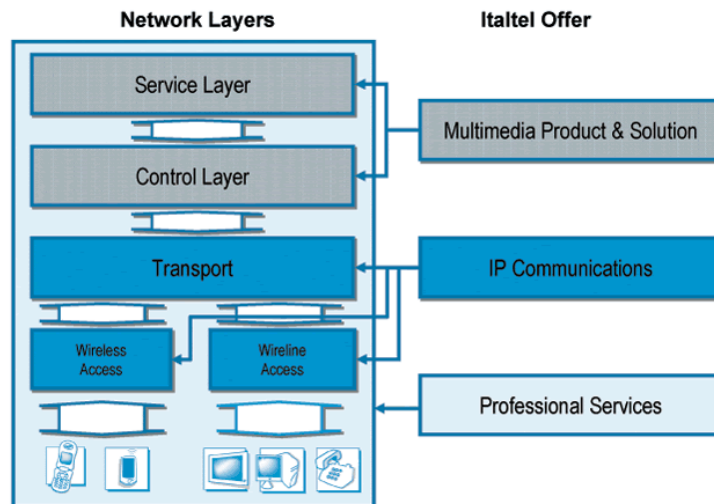 Network Layers
Italtel Offer
Service Layer
Multimedia Product & Solution
Control Layer
Transport
IP Communications
Wireless
Access
Wireline
Access
Professional Services